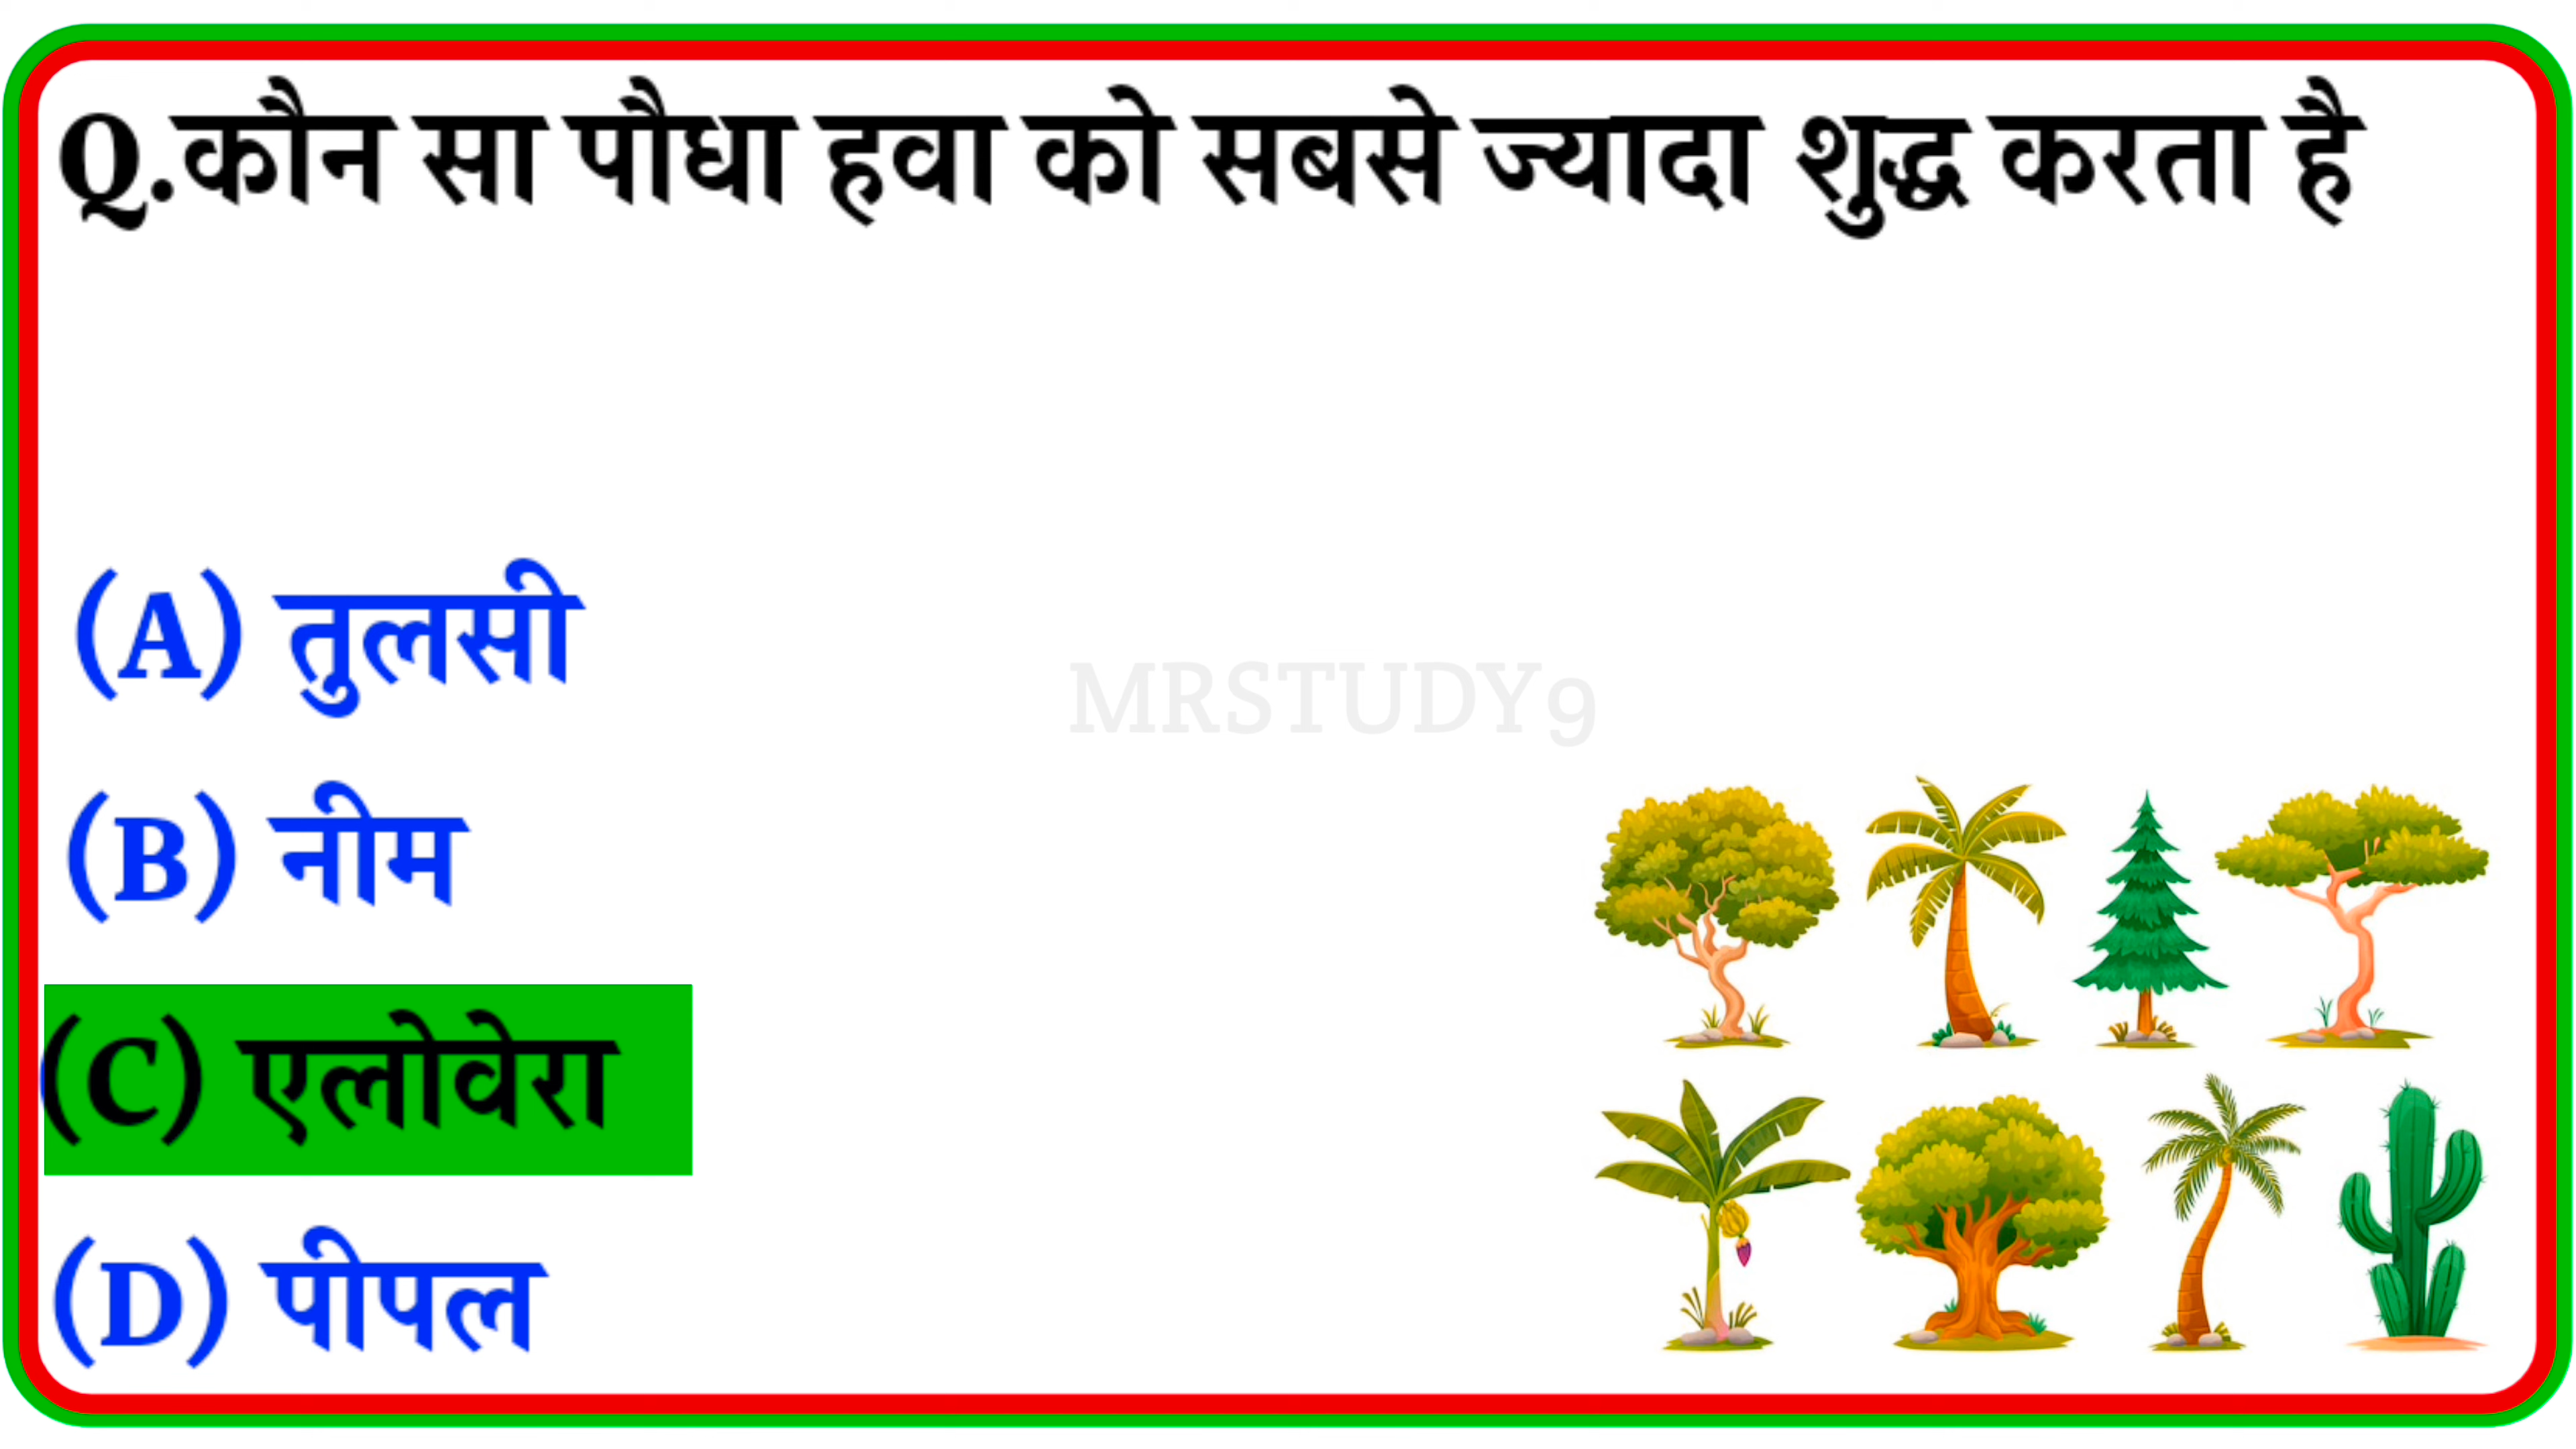 Q.कौन सा पौधा हवा को सबसे ज्यादा शुद्ध करता है
(A) तुलसी
MRSTUDY9
(B) नीम
(C) एलोवेरा
(D) पीपल